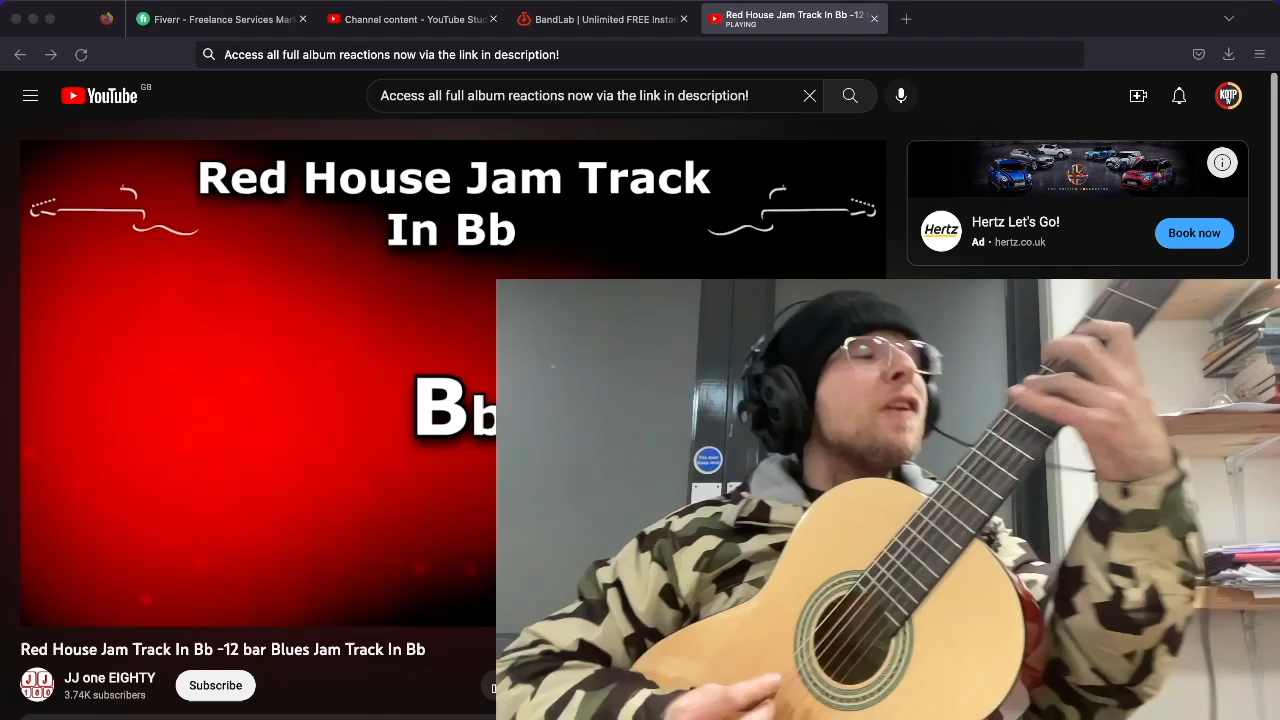 Fiverr - Freelance Services Mar
Channel content - YouTube Stud
BandLab | Unlimited FREE Insta
Red House Jam Track In Bb -12
PLAYING
Access all full album reactions now via the link in description!
YouTube GB
Access all full album reactions now via the link in description!
Red House Jam Track
In Bb
Bb
Hertz
Hertz Let's Go!
Ad · hertz.co.uk
Book now
Red House Jam Track In Bb -12 bar Blues Jam Track In Bb
JJ one EIGHTY
3.74K subscribers
Subscribe